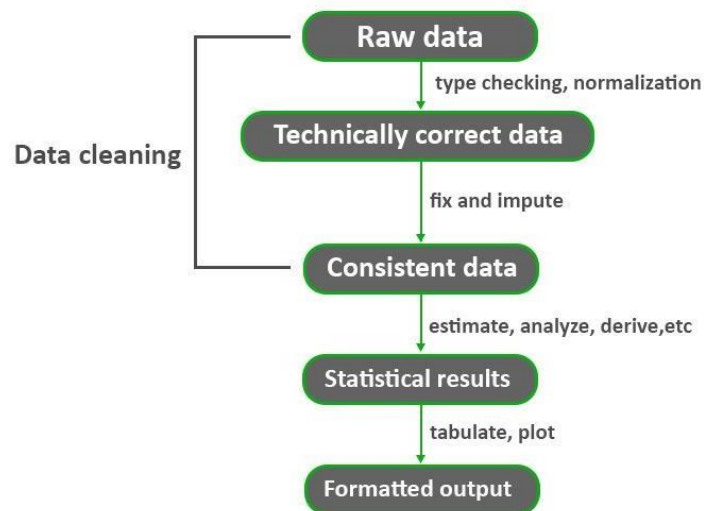 Raw data
type checking, normalization
Technically correct data
Data cleaning
fix and impute
Consistent data
estimate, analyze, derive,etc
Statistical results
tabulate, plot
Formatted output